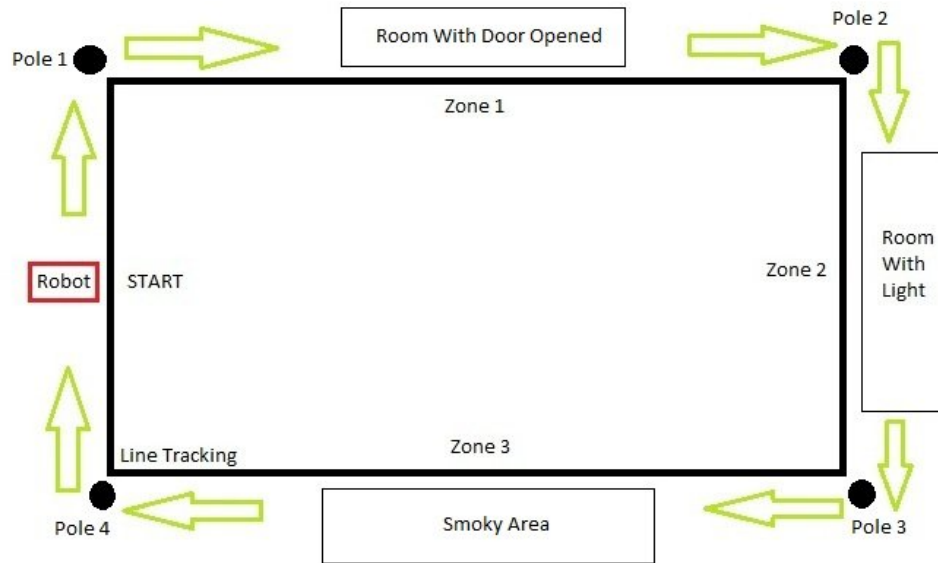 Pole 1
Room With Door Opened
Pole 2
Zone 1
Robot
START
Zone 2
Room
With
Light
Line Tracking
Zone 3
Pole 4
Smoky Area
Pole 3